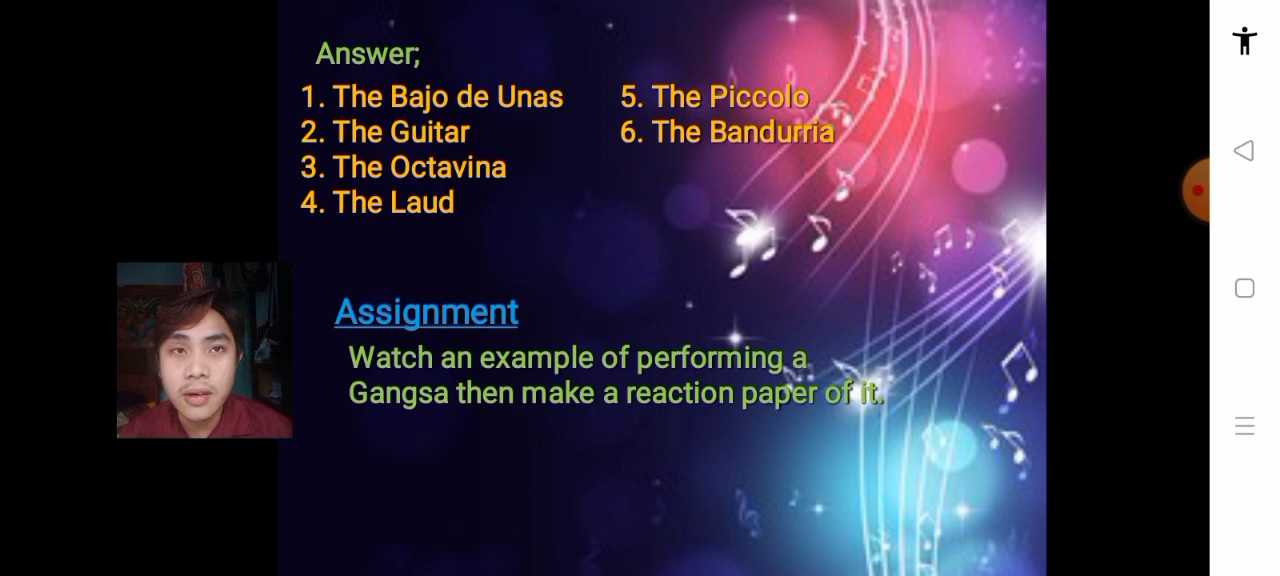 Answer;
1. The Bajo de Unas
2. The Guitar
3. The Octavina
4. The Laud
5. The Piccolo
6. The Bandurria
Assignment
Watch an example of performing a
Gangsa then make a reaction paper of it.